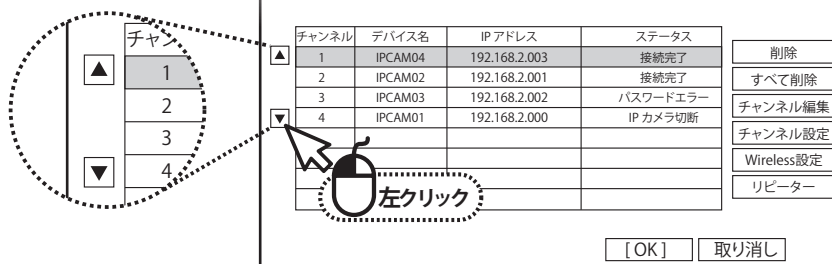 チャンネル
▲
1
2
3
▼
4
チャンネル デバイス名 IP アドレス ステータス
▲
1 IPCAM04 192.168.2.003 接続完了
2 IPCAM02 192.168.2.001 接続完了
3 IPCAM03 192.168.2.002 パスワードエラー
▼
4 IPCAM01 192.168.2.000 IP カメラ切断
左クリック
削除
すべて削除
チャンネル編集
チャンネル設定
Wireless設定
リピーター
[ OK ] 取り消し